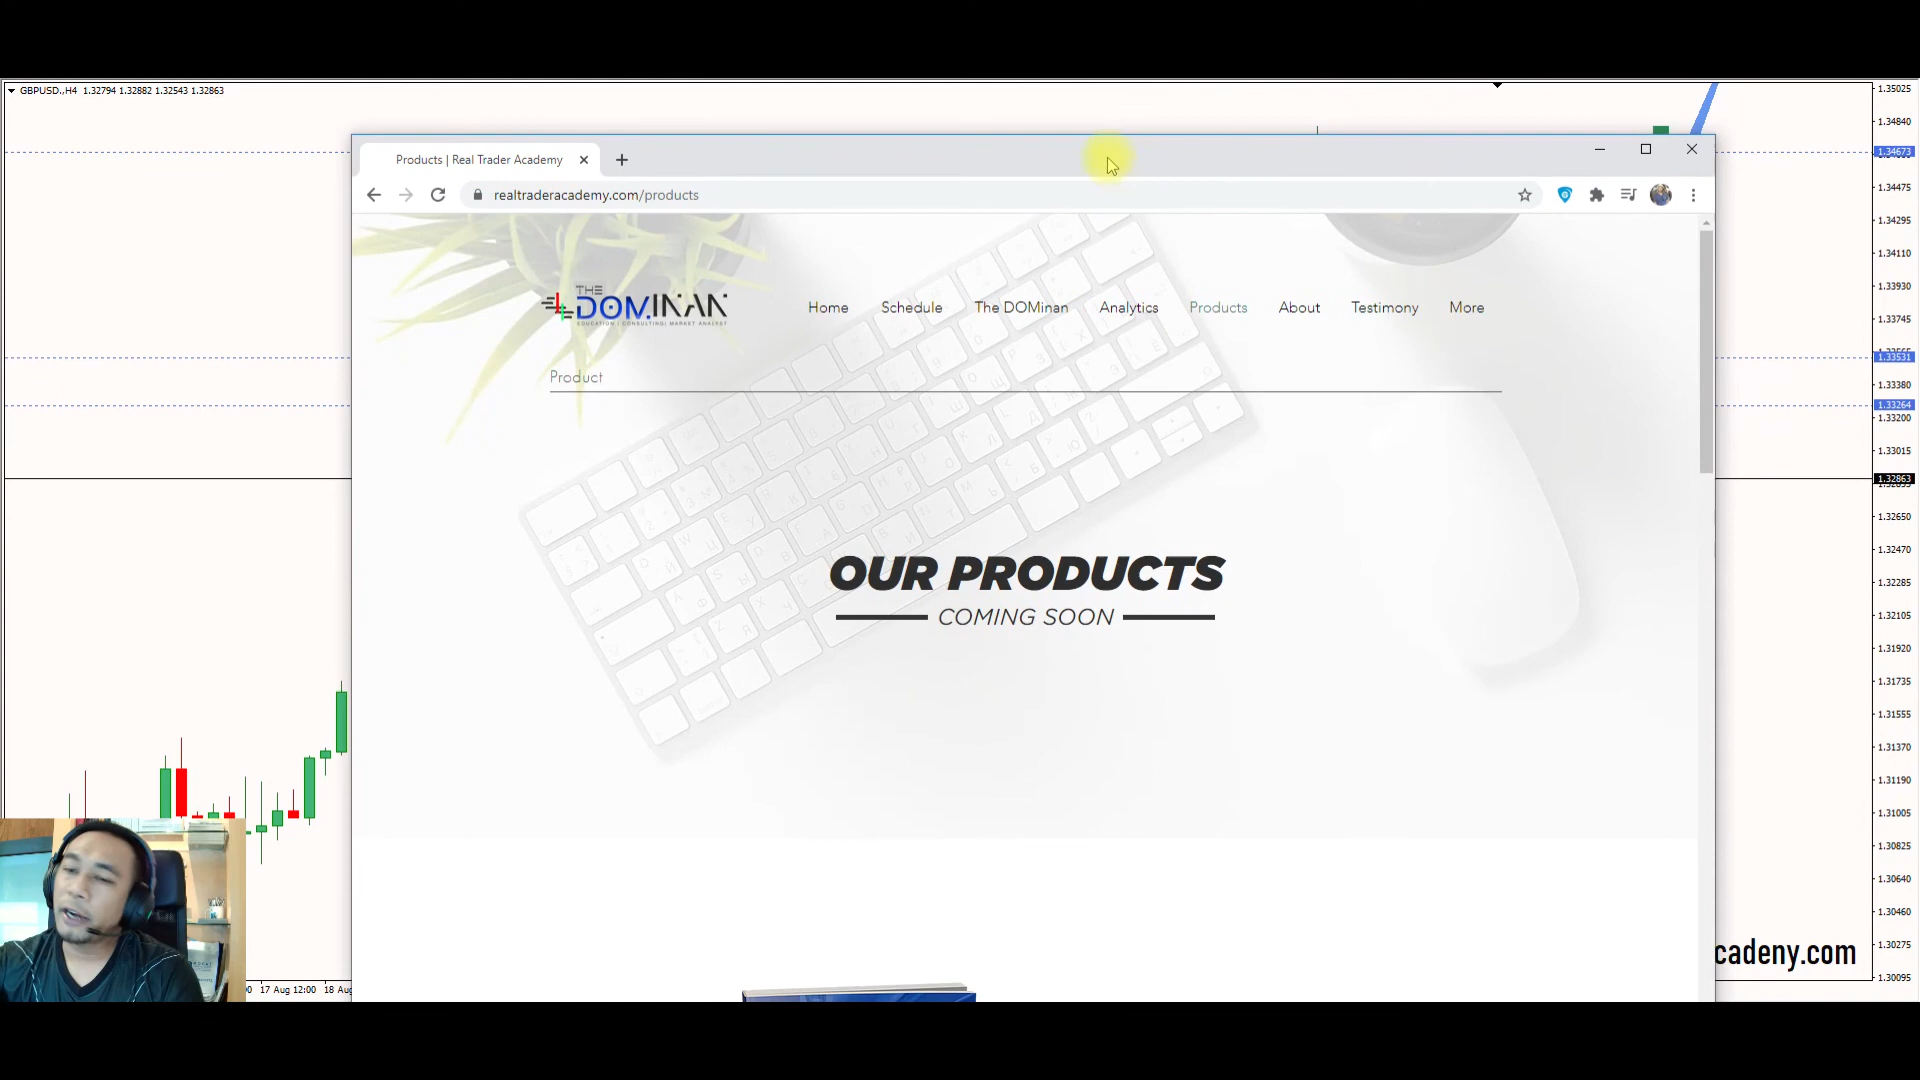 GBPUSD.,H4 1.32794 1.32882 1.32543 1.32863
Products | Real Trader Academy
realtraderacademy.com/products
THE
DOMINAN
EDUCATION | CONSULTING | MARKET ANALYST
Home Schedule The DOMinan Analytics Products About Testimony More
Product
OUR PRODUCTS
COMING SOON
1.35025
1.34840
1.34673
1.34475
1.34295
1.34110
1.33930
1.33745
1.33531
1.33380
1.33264
1.33200
1.33015
1.32863
1.32650
1.32470
1.32285
1.32105
1.31920
1.31735
1.31555
1.31370
1.31190
1.31005
1.30825
1.30640
1.30460
1.30275
1.30095
cadeny.com
17 Aug 12:00 18 Aug